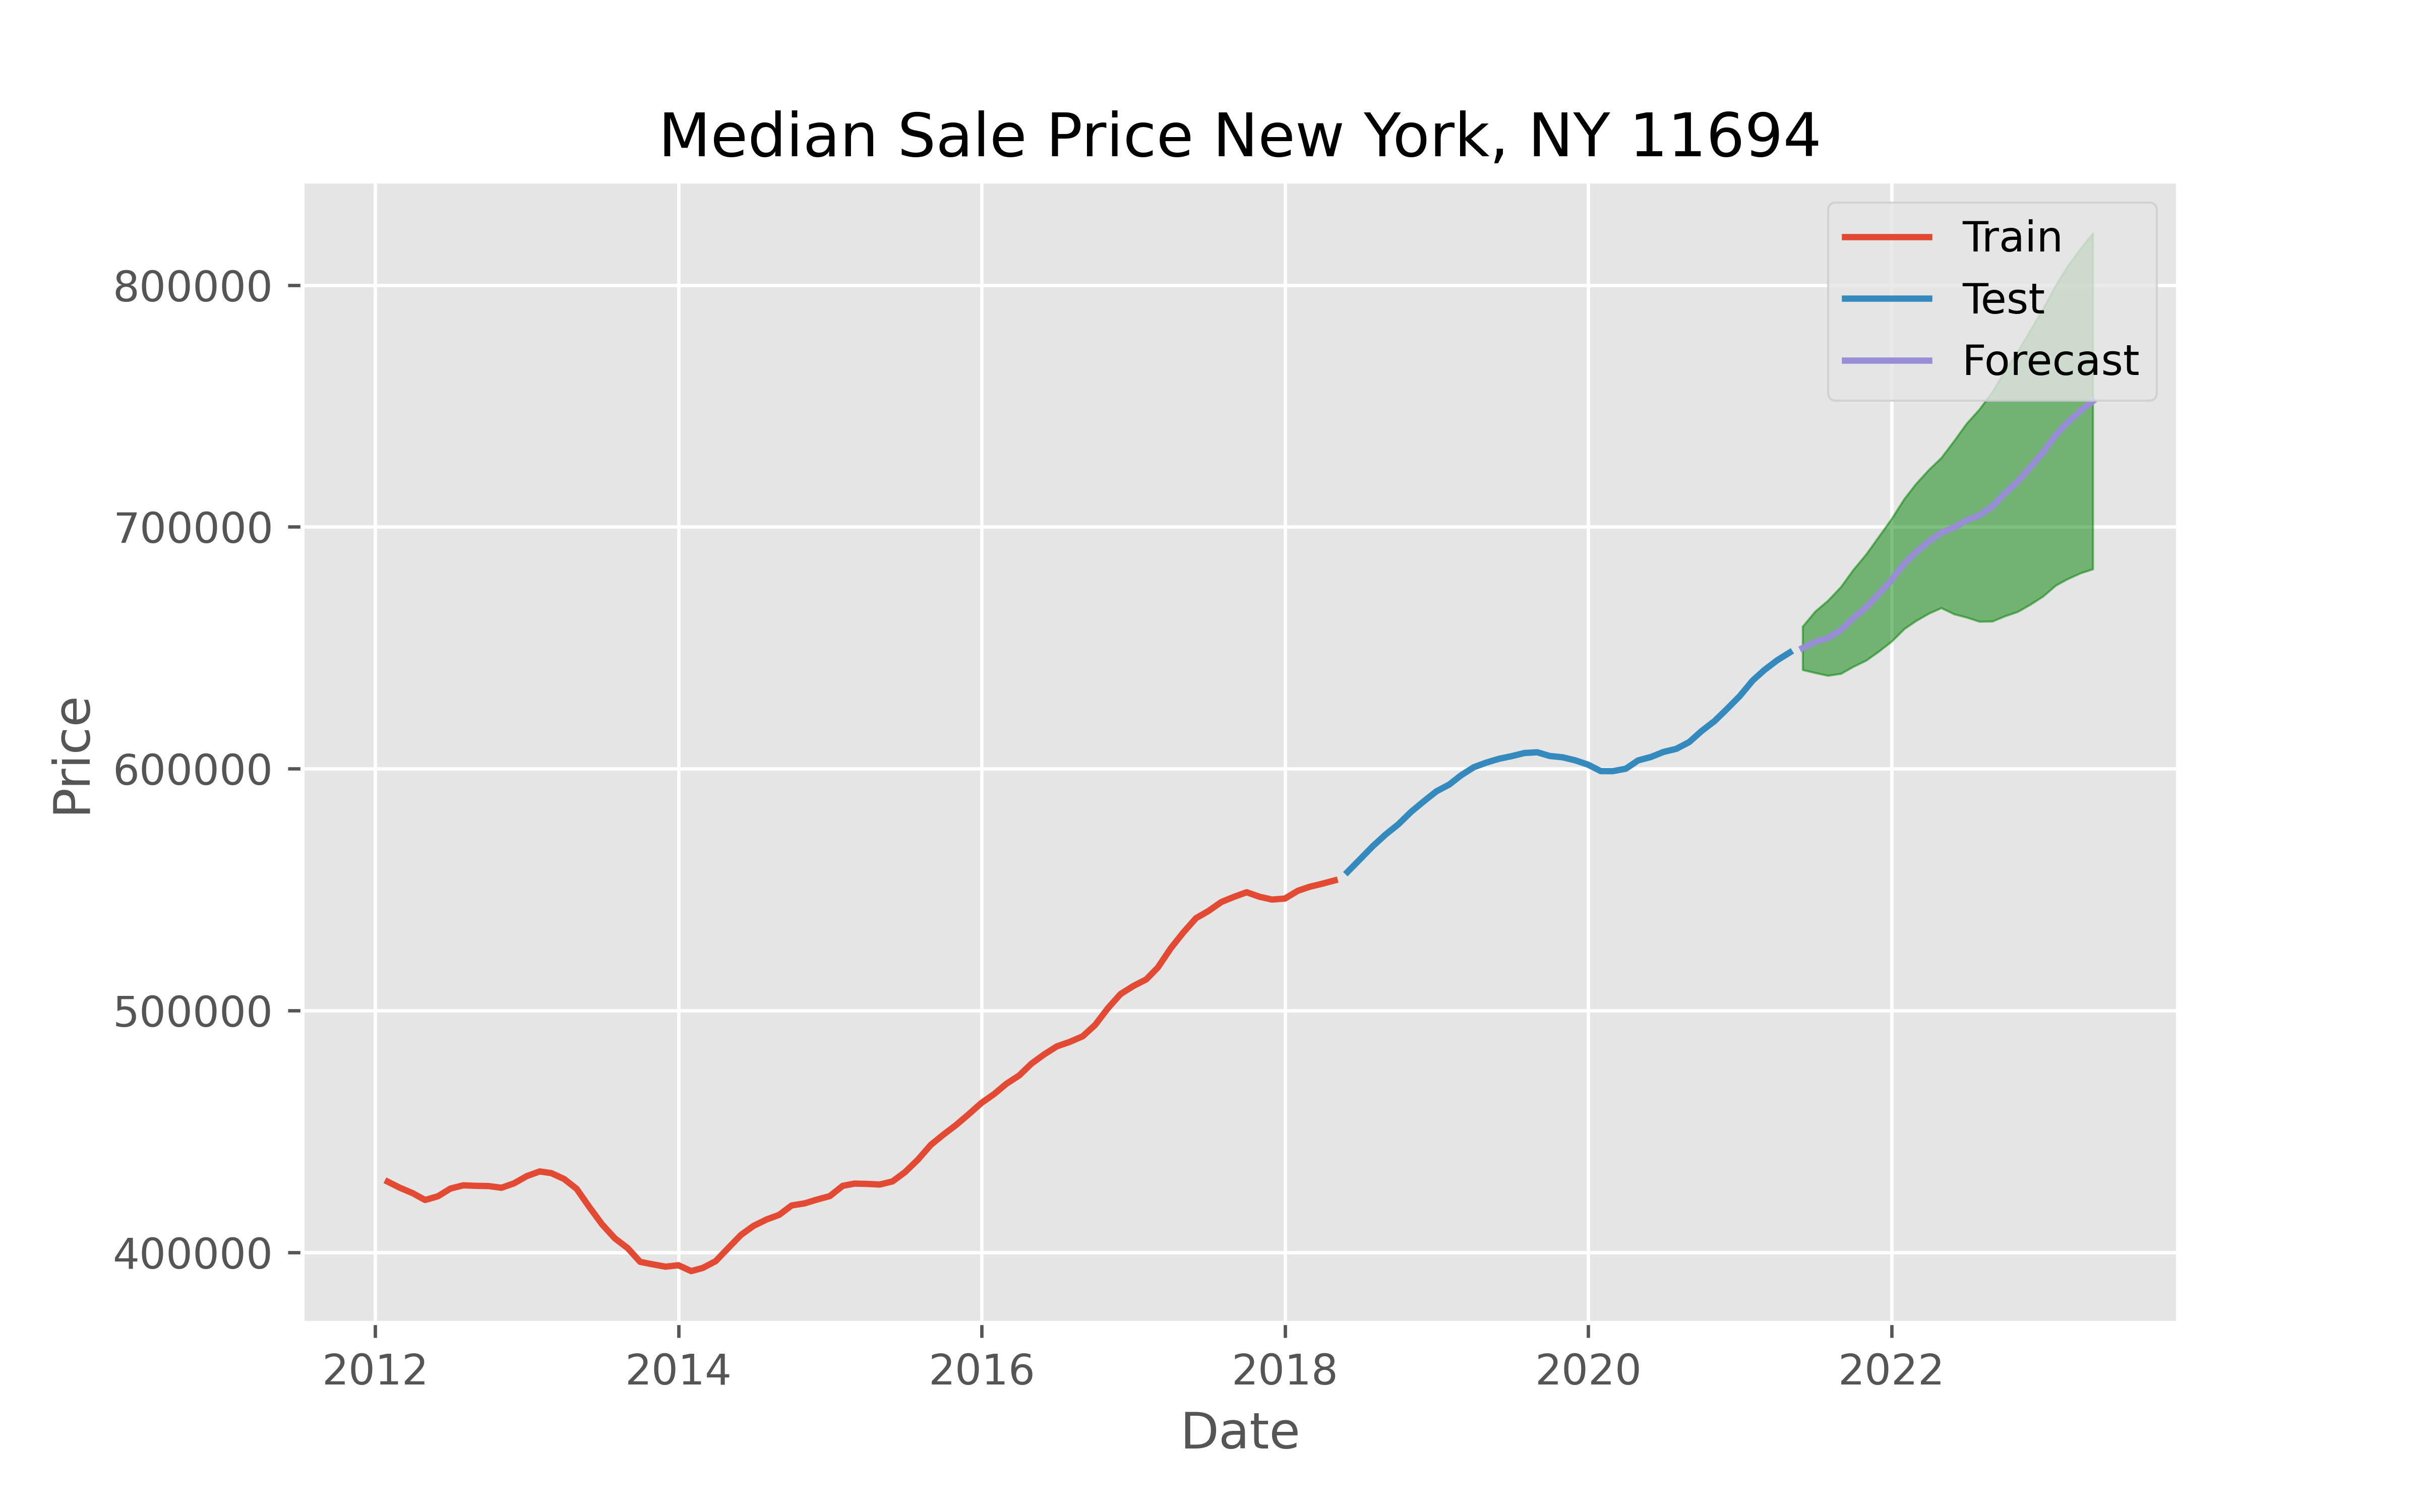 Median Sale Price New York, NY 11694
Train
Test
Forecast
800000
700000
600000
500000
400000
Price
2012 2014 2016 2018 2020 2022
Date